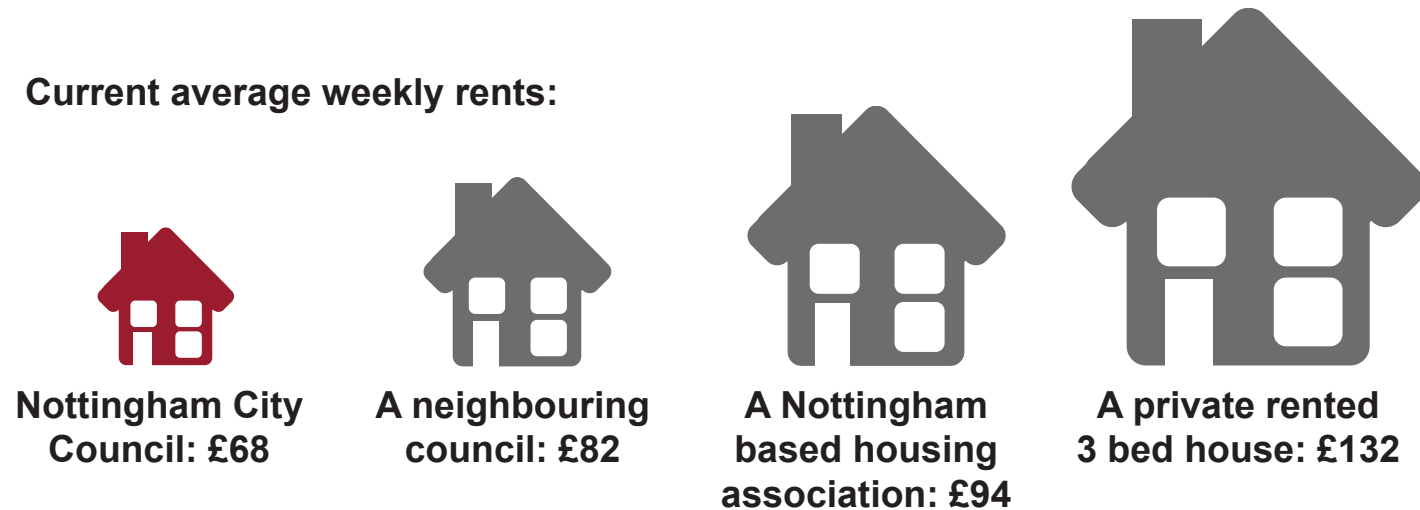 Current average weekly rents:
Nottingham City
Council: £68
A neighbouring
council: £82
A Nottingham
based housing
association: £94
A private rented
3 bed house: £132